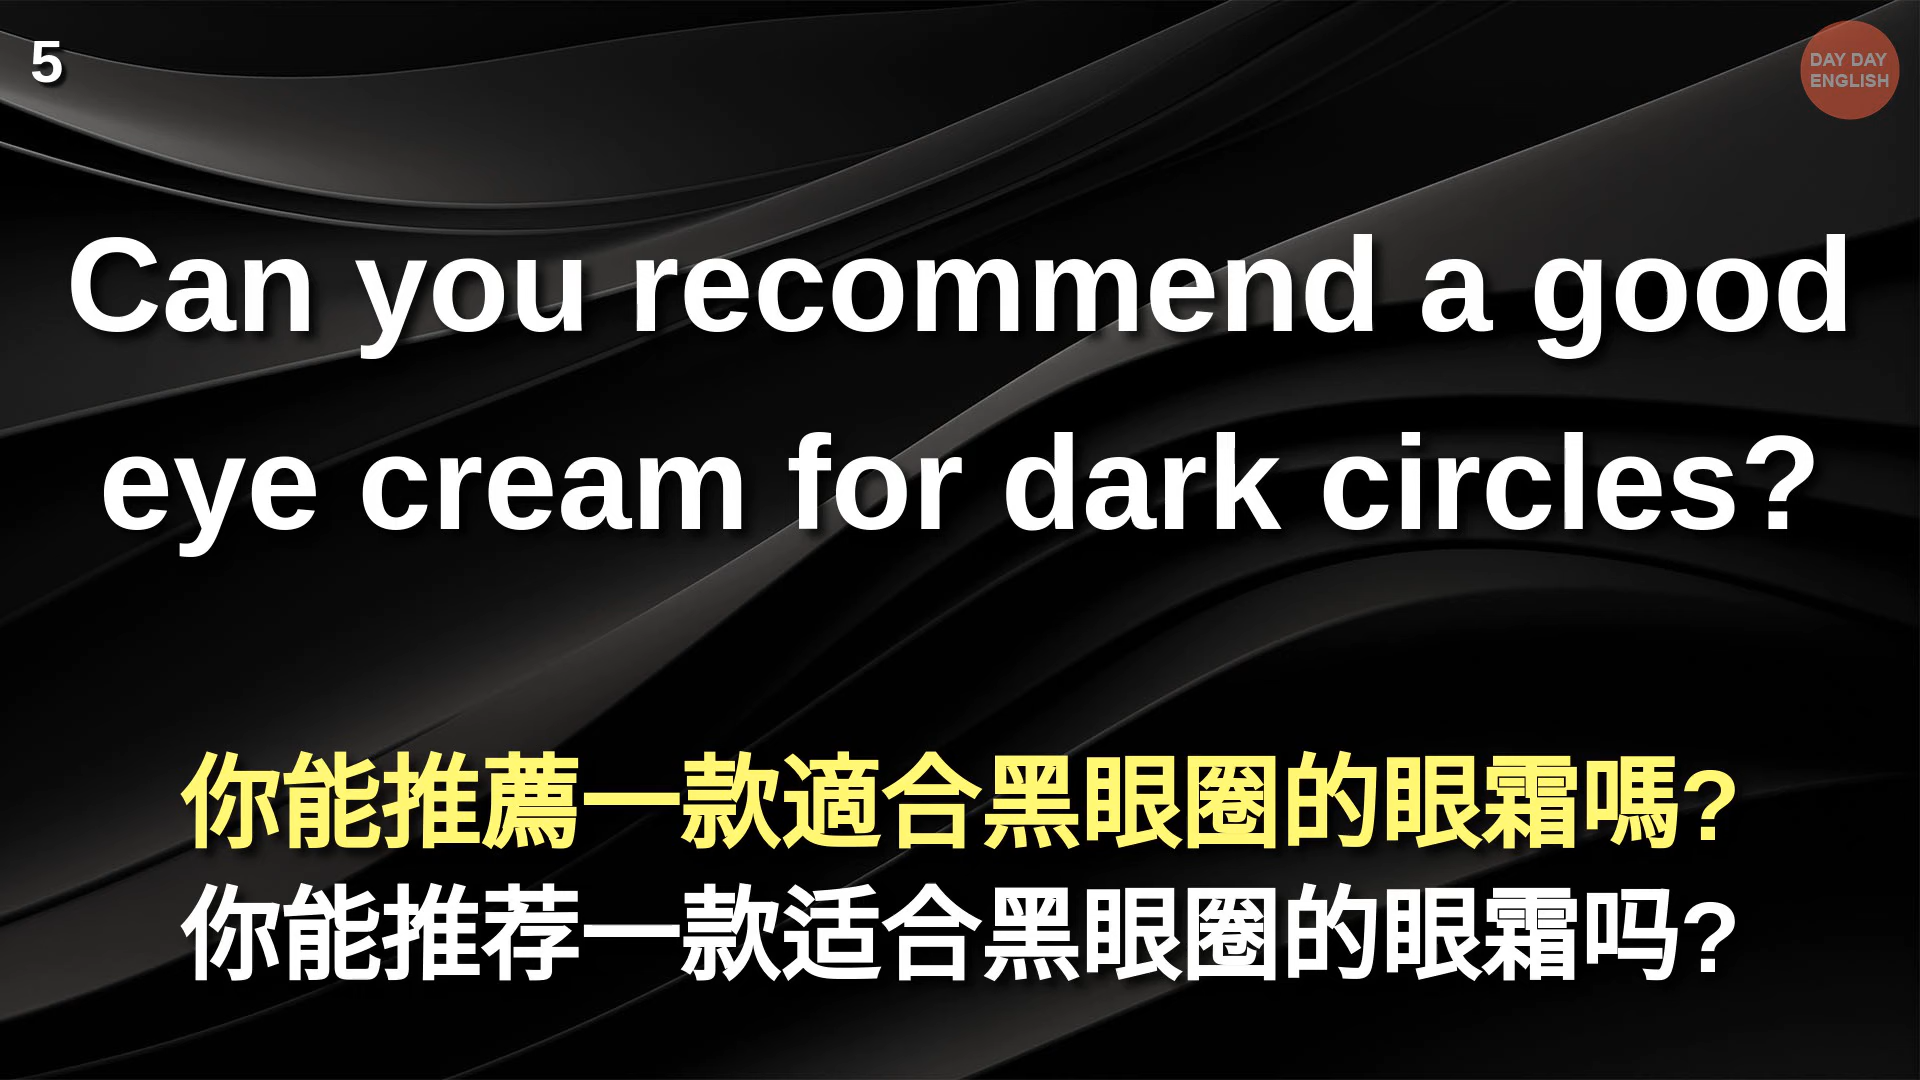 5
DAY DAY
ENGLISH
Can you recommend a good
eye cream for dark circles?
你能推薦一款適合黑眼圈的眼霜嗎?
你能推荐一款适合黑眼圈的眼霜吗?